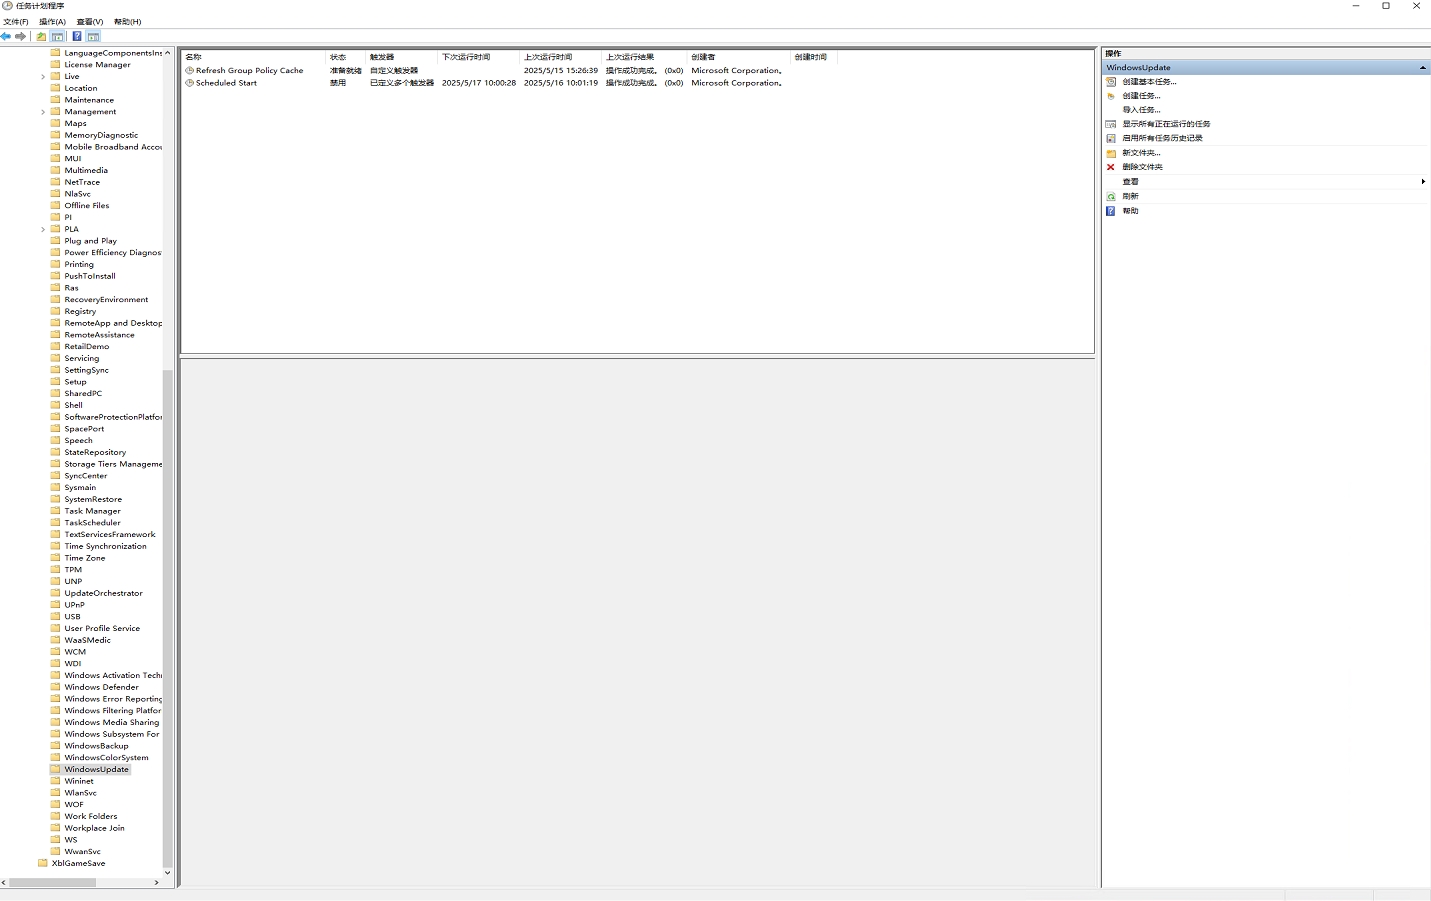 任务计划程序
文件(F) 操作(A) 查看(V) 帮助(H)
LanguageComponentsIns
License Manager
Live
Location
Maintenance
Management
Maps
MemoryDiagnostic
Mobile Broadband Accou
MUI
Multimedia
NetTrace
NlaSvc
Offline Files
PI
PLA
Plug and Play
Power Efficiency Diagnos
Printing
PushToInstall
Ras
RecoveryEnvironment
Registry
RemoteApp and Desktop
RemoteAssistance
RetailDemo
Servicing
SettingSync
Setup
SharedPC
Shell
SoftwareProtectionPlatfor
SpacePort
Speech
StateRepository
Storage Tiers Manageme
SyncCenter
Sysmain
SystemRestore
Task Manager
TaskScheduler
TextServicesFramework
Time Synchronization
Time Zone
TPM
UNP
UpdateOrchestrator
UPnP
USB
User Profile Service
WaaSMedic
WCM
WDI
Windows Activation Tech
Windows Defender
Windows Error Reporting
Windows Filtering Platfor
Windows Media Sharing
Windows Subsystem For
WindowsBackup
WindowsColorSystem
WindowsUpdate
Wininet
WlanSvc
WOF
Work Folders
Workplace Join
WS
WwanSvc
XblGameSave
名称 状态 触发器 下次运行时间 上次运行时间 上次运行结果 创建者 创建时间
Refresh Group Policy Cache 准备就绪 自定义触发器 2025/5/15 15:26:39 操作成功完成。 (0x0) Microsoft Corporation。
Scheduled Start 禁用 已定义多个触发器 2025/5/17 10:00:28 2025/5/16 10:01:19 操作成功完成。 (0x0) Microsoft Corporation。
操作
WindowsUpdate
创建基本任务...
创建任务...
导入任务...
显示所有正在运行的任务
启用所有任务历史记录
新文件夹...
删除文件夹
查看
刷新
帮助